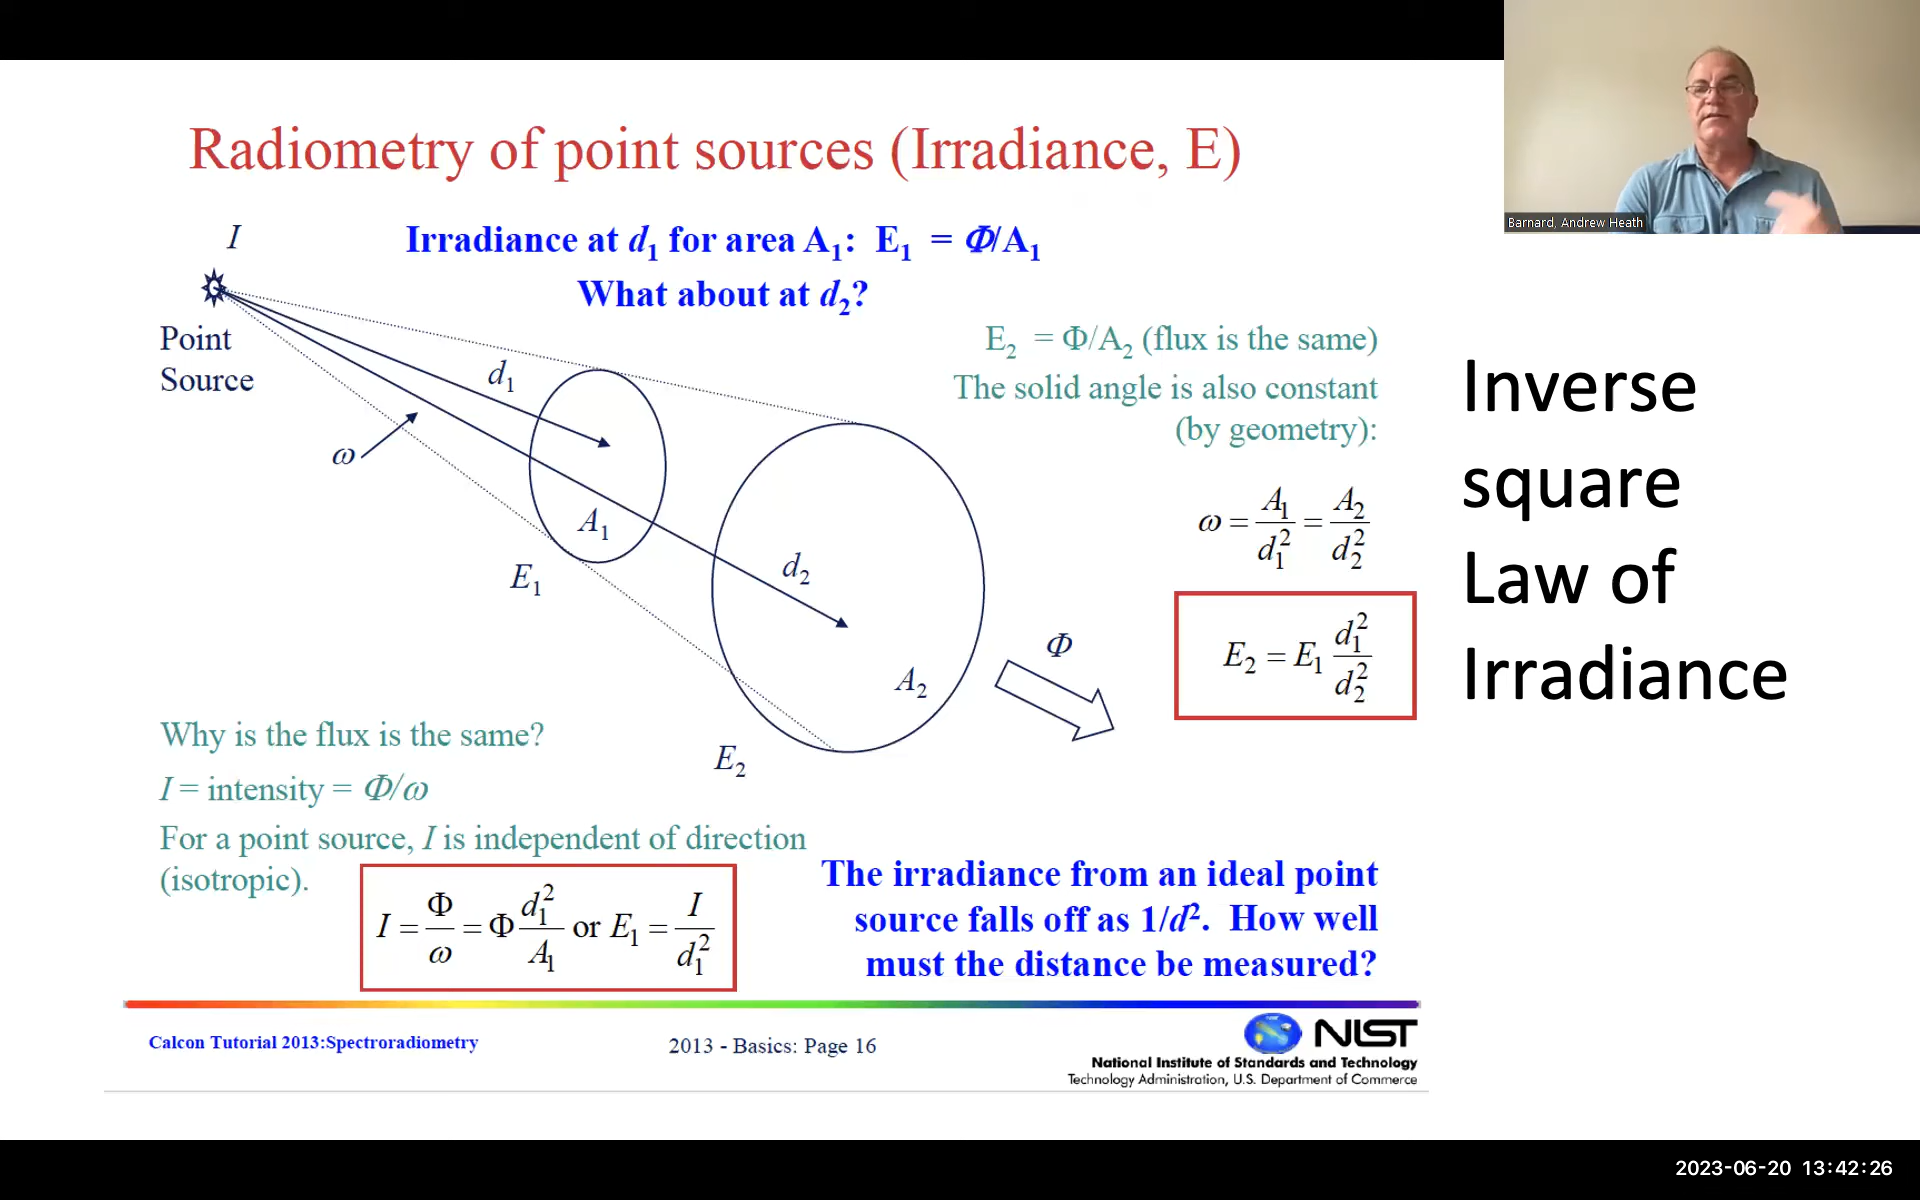 Radiometry of point sources (Irradiance, E)
Barnard, Andrew Heath
I
Irradiance at d₁ for area A₁: E₁ = Φ/A₁
What about at d₂?
Point
Source
d₁
ω
A₁
E₁
d₂
A₂
E₂
Φ
E₂ = Φ/A₂ (flux is the same)
The solid angle is also constant
(by geometry):
ω = A₁/d₁² = A₂/d₂²
E₂ = E₁ d₁²/d₂²
Inverse
square
Law of
Irradiance
Why is the flux is the same?
I = intensity = Φ/ω
For a point source, I is independent of direction
(isotropic).
I = Φ/ω = Φ d₁²/A₁ or E₁ = I/d₁²
The irradiance from an ideal point
source falls off as 1/d². How well
must the distance be measured?
Calcon Tutorial 2013:Spectroradiometry
2013 - Basics: Page 16
NIST
National Institute of Standards and Technology
Technology Administration, U.S. Department of Commerce
2023-06-20 13:42:26